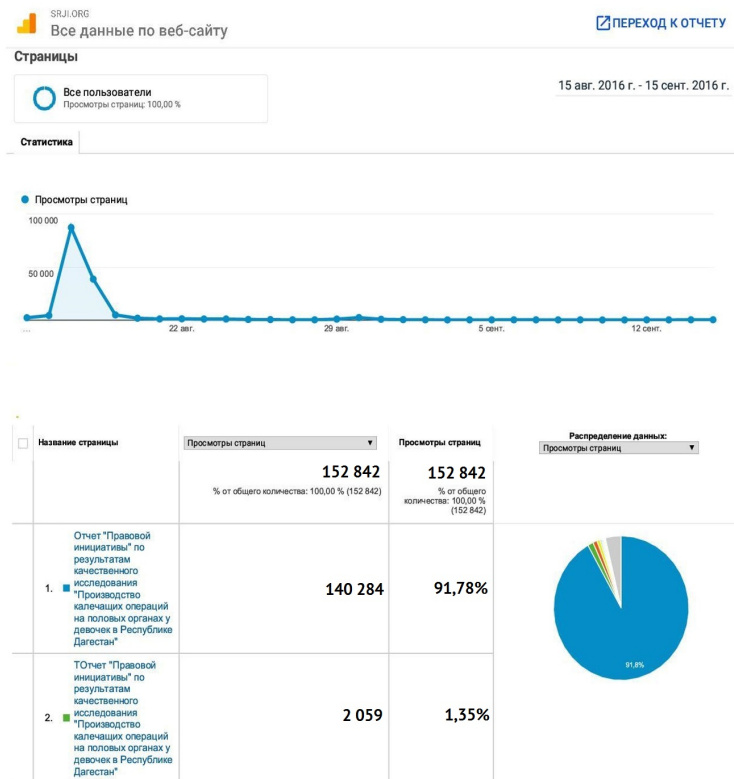 SRJI.ORG
Все данные по веб-сайту
ПЕРЕХОД К ОТЧЕТУ
Страницы
Все пользователи
Просмотры страниц: 100,00 %
15 авг. 2016 г. - 15 сент. 2016 г.
Статистика
Просмотры страниц
100 000
50 000
...
22 авг.
29 авг.
5 сент.
12 сент.
Название страницы
Просмотры страниц
Просмотры страниц
Распределение данных:
Просмотры страниц
152 842
% от общего количества: 100,00 % (152 842)
152 842
% от общего
количества: 100,00 %
(152 842)
1.
Отчет "Правовой
инициативы" по
результатам
качественного
исследования
"Производство
калечащих операций
на половых органах у
девочек в Республике
Дагестан"
140 284
91,78%
91,8%
2.
TОтчет "Правовой
инициативы" по
результатам
качественного
исследования
"Производство
калечащих операций
на половых органах у
девочек в Республике
Дагестан"
2 059
1,35%